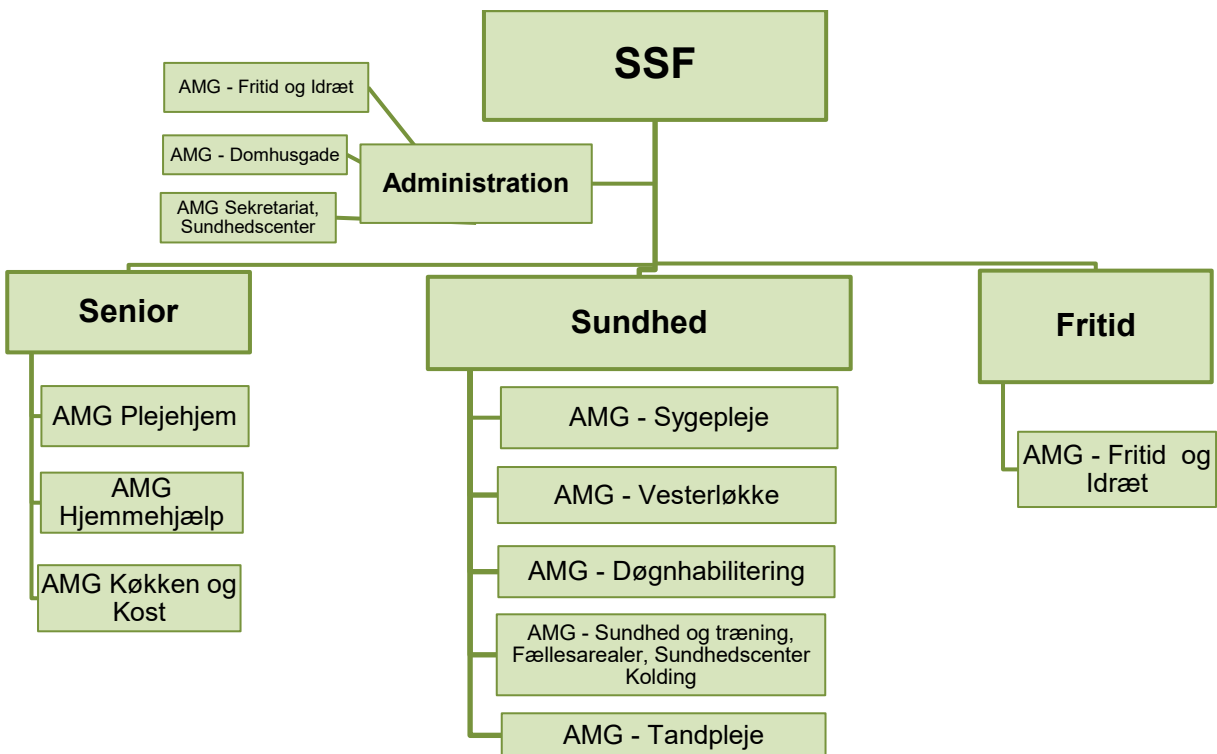 SSF
AMG - Fritid og Idræt
AMG - Domhusgade
AMG Sekretariat,
Sundhedscenter
Administration
Senior
AMG Plejehjem
AMG
Hjemmehjælp
AMG Køkken og
Kost
Sundhed
AMG - Sygepleje
AMG - Vesterløkke
AMG - Døgnhabilitering
AMG - Sundhed og træning,
Fællesarealer, Sundhedscenter
Kolding
AMG - Tandpleje
Fritid
AMG - Fritid og
Idræt